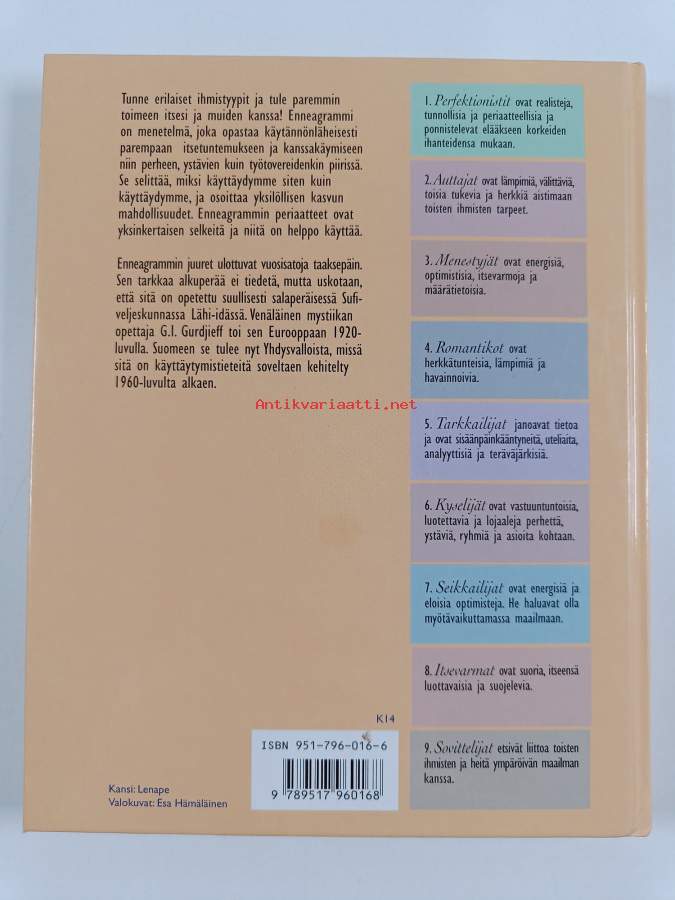 Tunne erilaiset ihmistyypit ja tule paremmin
toimeen itsesi ja muiden kanssa! Enneagrammi
on menetelmä, joka opastaa käytännönläheisesti
parempaan itsetuntemukseen ja kanssakäymiseen
niin perheen, ystävien kuin työtovereidenkin piirissä.
Se selittää, miksi käyttäydymme siten kuin
käyttäydymme, ja osoittaa yksilöllisen kasvun
mahdollisuudet. Enneagrammin periaatteet ovat
yksinkertaisen selkeitä ja niitä on helppo käyttää.
Enneagrammin juuret ulottuvat vuosisatoja taaksepäin.
Sen tarkkaa alkuperää ei tiedetä, mutta uskotaan,
että sitä on opetettu suullisesti salaperäisessä Sufi-
veljeskunnassa Lähi-idässä. Venäläinen mystiikan
opettaja G.I. Gurdjieff toi sen Eurooppaan 1920-
luvulla. Suomeen se tulee nyt Yhdysvalloista, missä
sitä on käyttäytymistieteitä soveltaen kehitelty
1960-luvulta alkaen.
Antikvariaatti.net
1. Perfektionistit ovat realisteja,
tunnollisia ja periaatteellisia ja
ponnistelevat elääkseen korkeiden
ihanteidensa mukaan.
2. Auttajat ovat lämpimiä, välittäviä,
toisia tukevia ja herkkiä aistimaan
toisten ihmisten tarpeet.
3. Menestyjät ovat energisiä,
optimistisia, itsevarmoja ja
määrätietoisia.
4. Romantikot ovat
herkkätunteisia, lämpimiä ja
havainnoivia.
5. Tarkkailijat janoavat tietoa
ja ovat sisäänpäinkääntyneitä, uteliaita,
analyyttisiä ja teräväjärkisiä.
6. Kyselijät ovat vastuuntuntoisia,
luotettavia ja lojaaleja perhettä,
ystäviä, ryhmiä ja asioita kohtaan.
7. Seikkailijat ovat energisiä ja
eloisia optimisteja. He haluavat olla
myötävaikuttamassa maailmaan.
8. Itsevarmat ovat suoria, itseensä
luottavaisia ja suojelevia.
9. Sovittelijat etsivät liittoa toisten
ihmisten ja heitä ympäröivän maailman
kanssa.
K14
ISBN 951-796-016-6
9 789517 960168
Kansi: Lenape
Valokuvat: Esa Hämäläinen